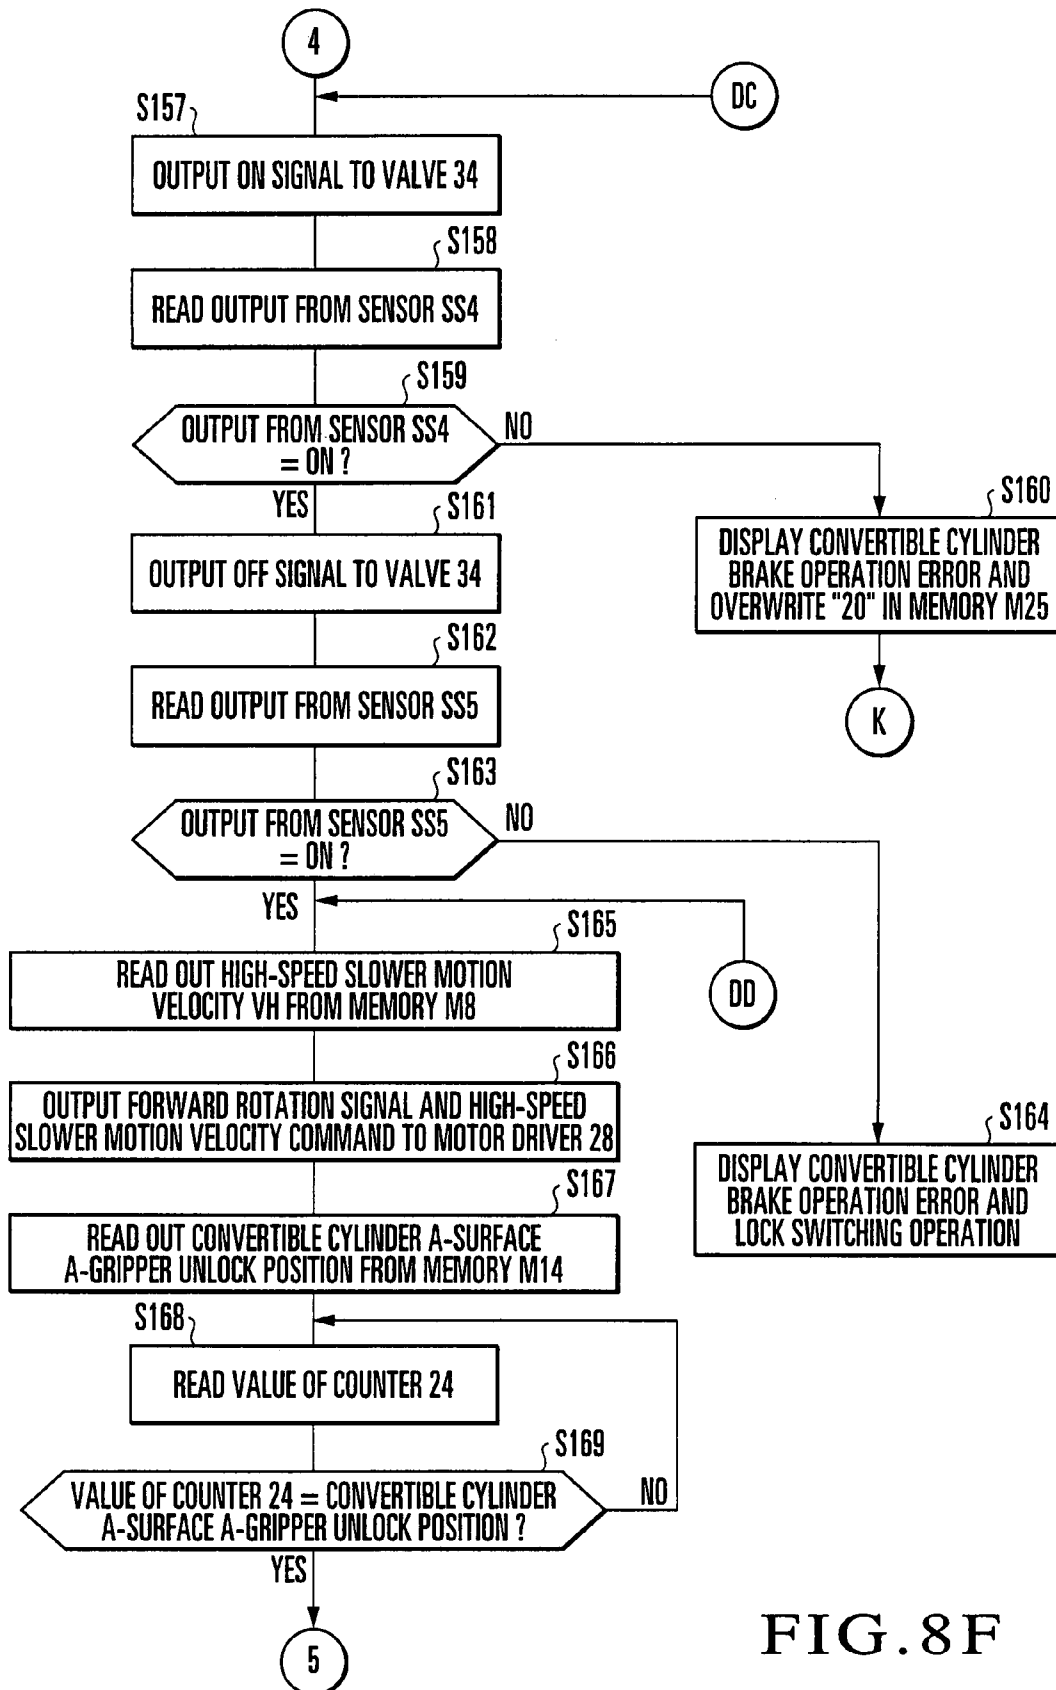 4
DC
S157
OUTPUT ON SIGNAL TO VALVE 34
S158
READ OUTPUT FROM SENSOR SS4
S159
OUTPUT FROM SENSOR SS4
= ON ?
NO
YES
S160
DISPLAY CONVERTIBLE CYLINDER
BRAKE OPERATION ERROR AND
OVERWRITE "20" IN MEMORY M25
K
S161
OUTPUT OFF SIGNAL TO VALVE 34
S162
READ OUTPUT FROM SENSOR SS5
S163
OUTPUT FROM SENSOR SS5
= ON ?
NO
YES
DD
S164
DISPLAY CONVERTIBLE CYLINDER
BRAKE OPERATION ERROR AND
LOCK SWITCHING OPERATION
S165
READ OUT HIGH-SPEED SLOWER MOTION
VELOCITY VH FROM MEMORY M8
S166
OUTPUT FORWARD ROTATION SIGNAL AND HIGH-SPEED
SLOWER MOTION VELOCITY COMMAND TO MOTOR DRIVER 28
S167
READ OUT CONVERTIBLE CYLINDER A-SURFACE
A-GRIPPER UNLOCK POSITION FROM MEMORY M14
S168
READ VALUE OF COUNTER 24
S169
VALUE OF COUNTER 24 = CONVERTIBLE CYLINDER
A-SURFACE A-GRIPPER UNLOCK POSITION ?
NO
YES
5
FIG.8F